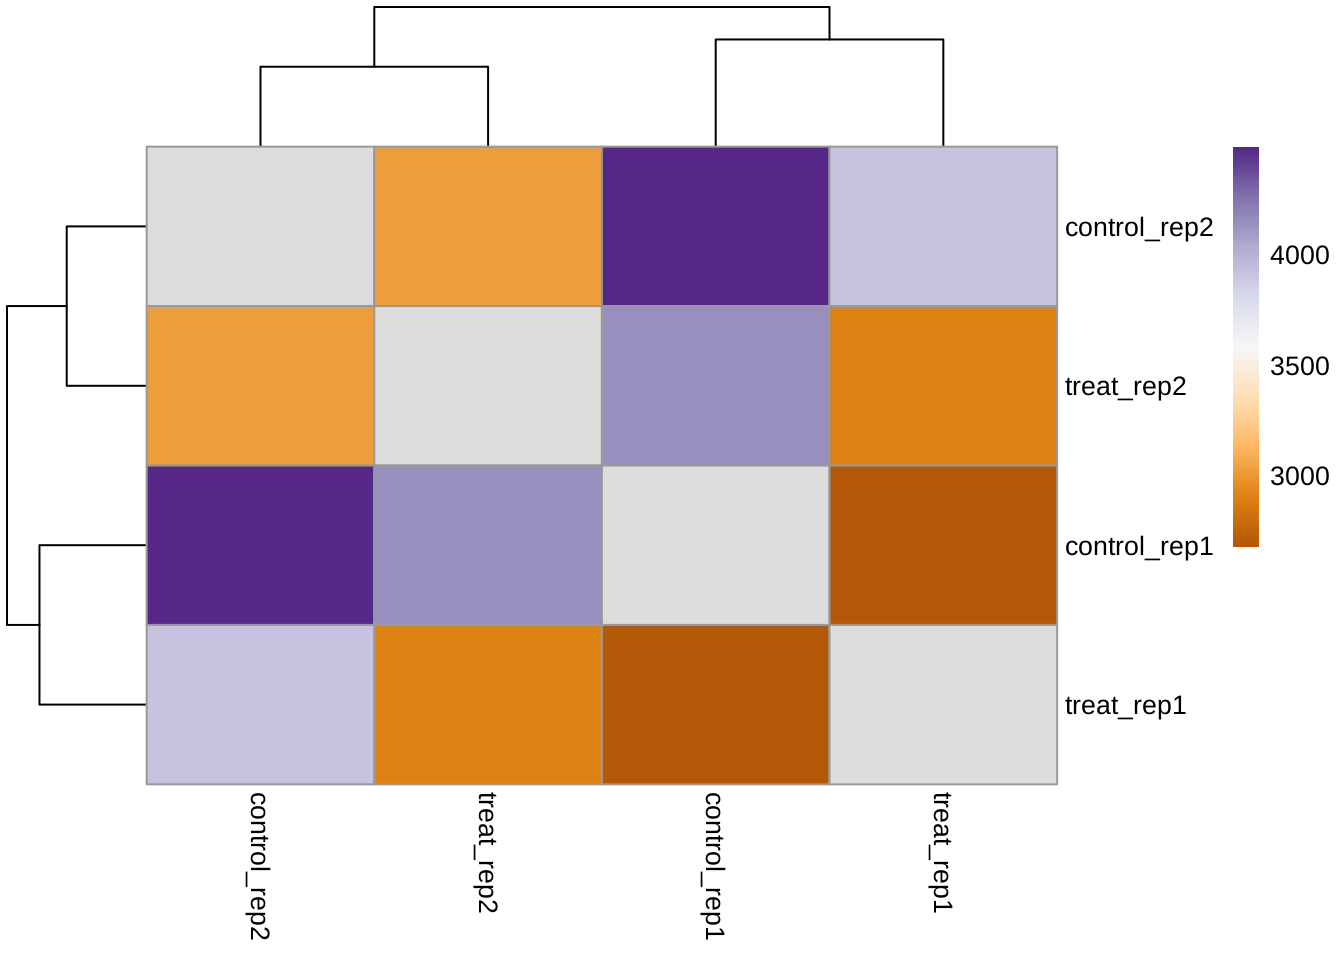 control_rep2
treat_rep2
control_rep1
treat_rep1
4000
3500
3000
control_rep2
treat_rep2
control_rep1
treat_rep1